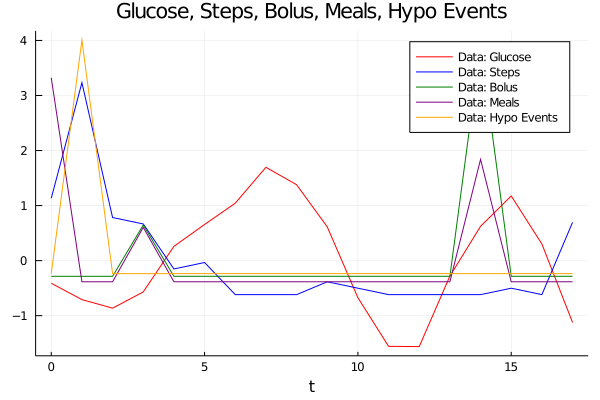 Glucose, Steps, Bolus, Meals, Hypo Events
4
3
2
1
0
−1
0
5
10
15
t
Data: Glucose
Data: Steps
Data: Bolus
Data: Meals
Data: Hypo Events